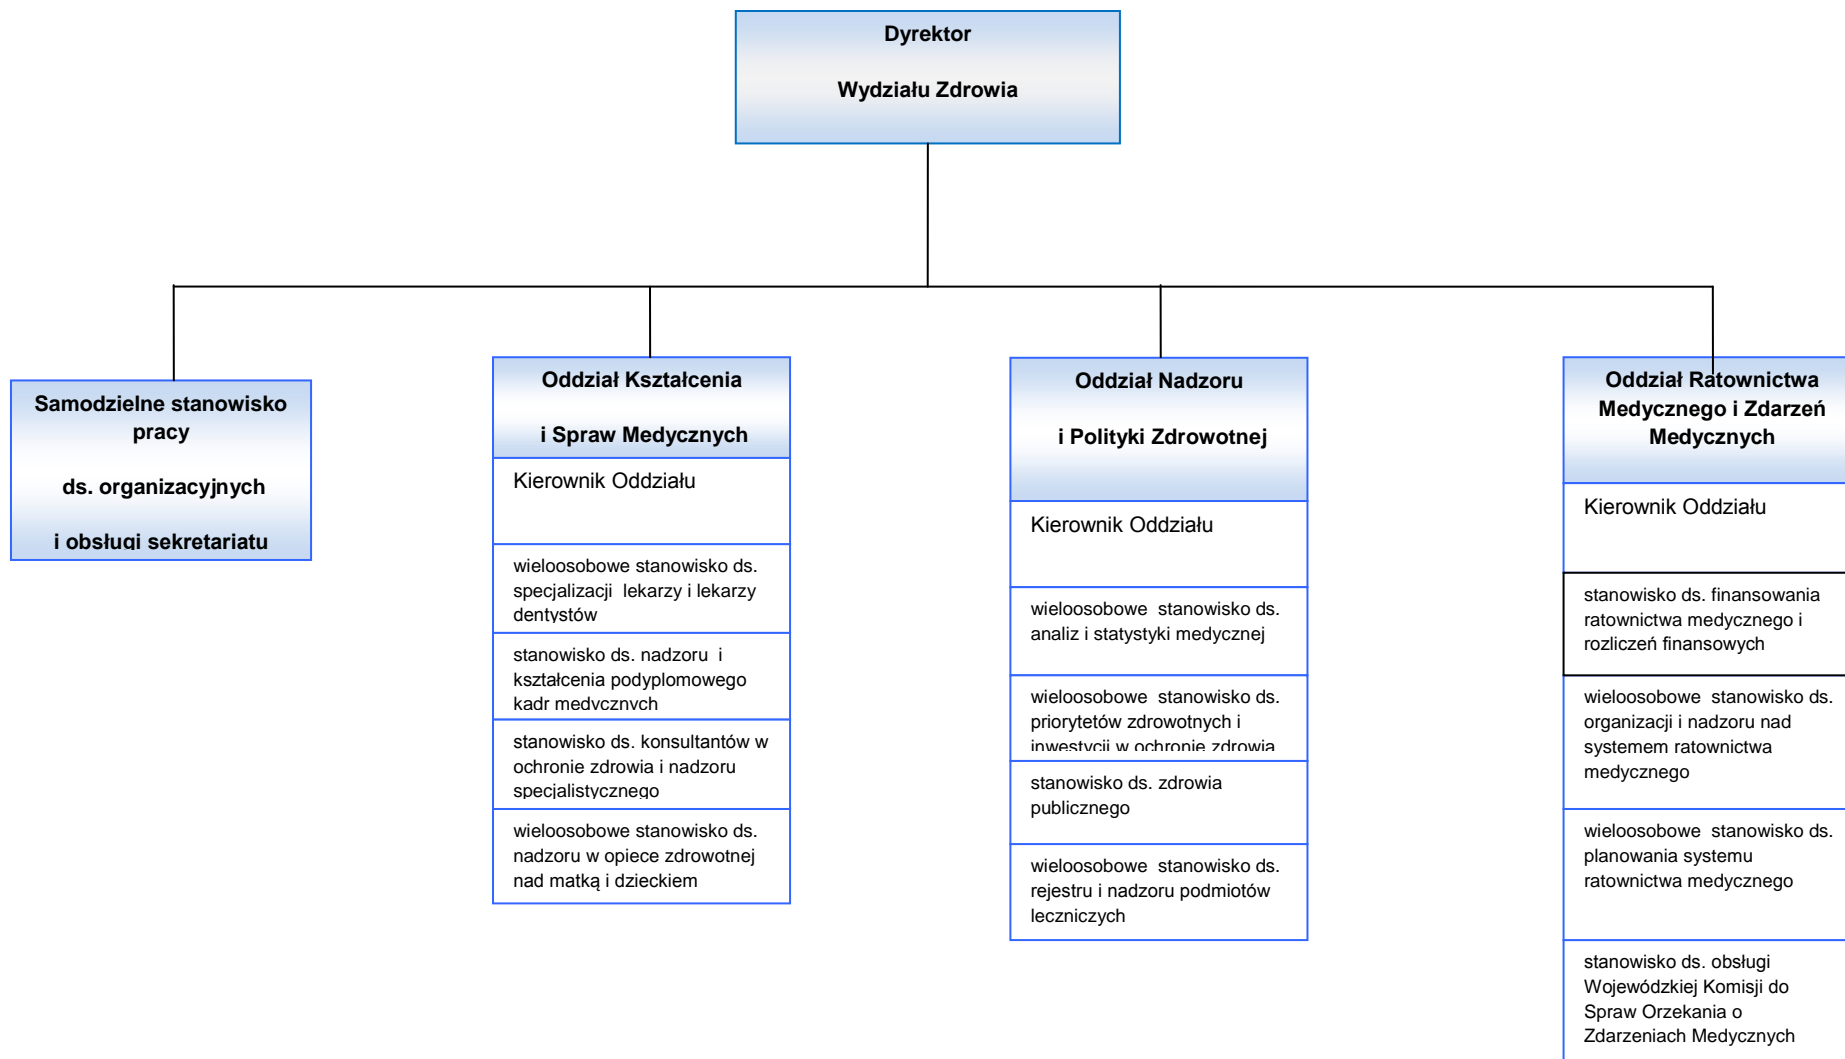 Dyrektor
Wydziału Zdrowia
Samodzielne stanowisko
pracy
ds. organizacyjnych
i obsługi sekretariatu
Oddział Kształcenia
i Spraw Medycznych
Kierownik Oddziału
wieloosobowe stanowisko ds.
specjalizacji lekarzy i lekarzy
dentystów
stanowisko ds. nadzoru i
kształcenia podyplomowego
kadr medycznych
stanowisko ds. konsultantów w
ochronie zdrowia i nadzoru
specjalistycznego
wieloosobowe stanowisko ds.
nadzoru w opiece zdrowotnej
nad matką i dzieckiem
Oddział Nadzoru
i Polityki Zdrowotnej
Kierownik Oddziału
wieloosobowe stanowisko ds.
analiz i statystyki medycznej
wieloosobowe stanowisko ds.
priorytetów zdrowotnych i
inwestycji w ochronie zdrowia
stanowisko ds. zdrowia
publicznego
wieloosobowe stanowisko ds.
rejestru i nadzoru podmiotów
leczniczych
Oddział Ratownictwa
Medycznego i Zdarzeń
Medycznych
Kierownik Oddziału
stanowisko ds. finansowania
ratownictwa medycznego i
rozliczeń finansowych
wieloosobowe stanowisko ds.
organizacji i nadzoru nad
systemem ratownictwa
medycznego
wieloosobowe stanowisko ds.
planowania systemu
ratownictwa medycznego
stanowisko ds. obsługi
Wojewódzkiej Komisji do
Spraw Orzekania o
Zdarzeniach Medycznych